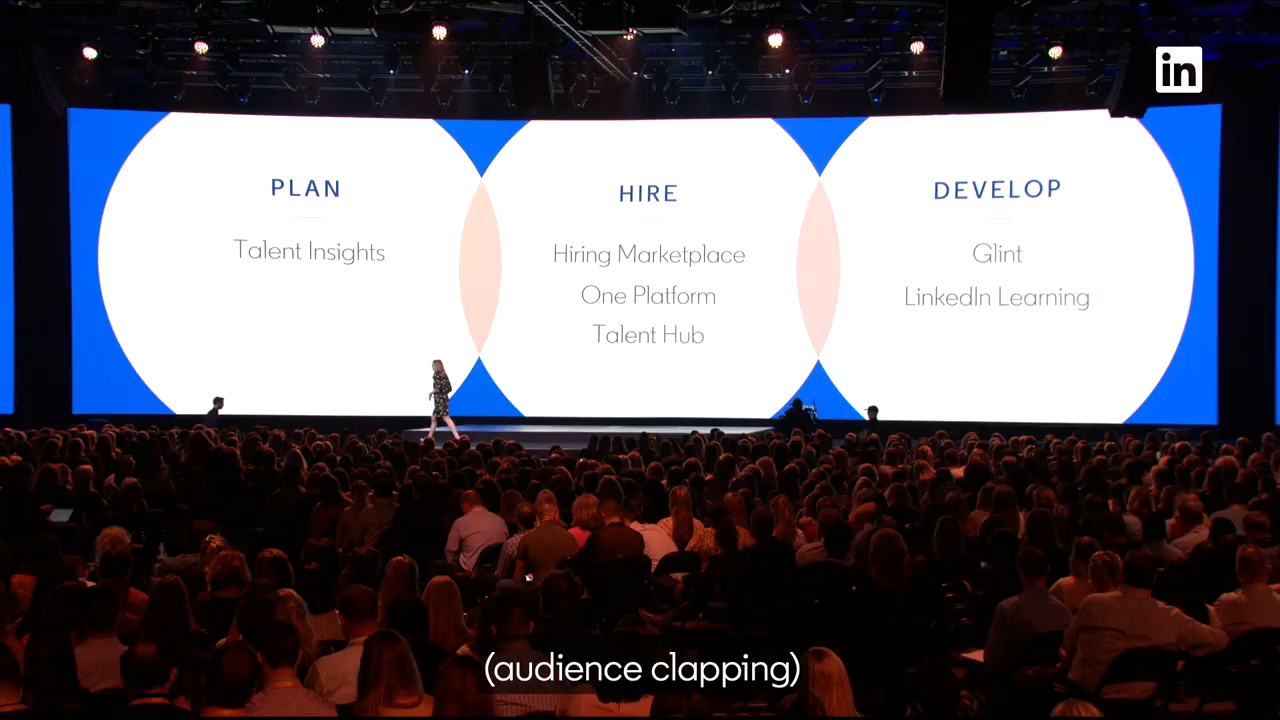 in
PLAN
Talent Insights
HIRE
Hiring Marketplace
One Platform
Talent Hub
DEVELOP
Glint
LinkedIn Learning
(audience clapping)